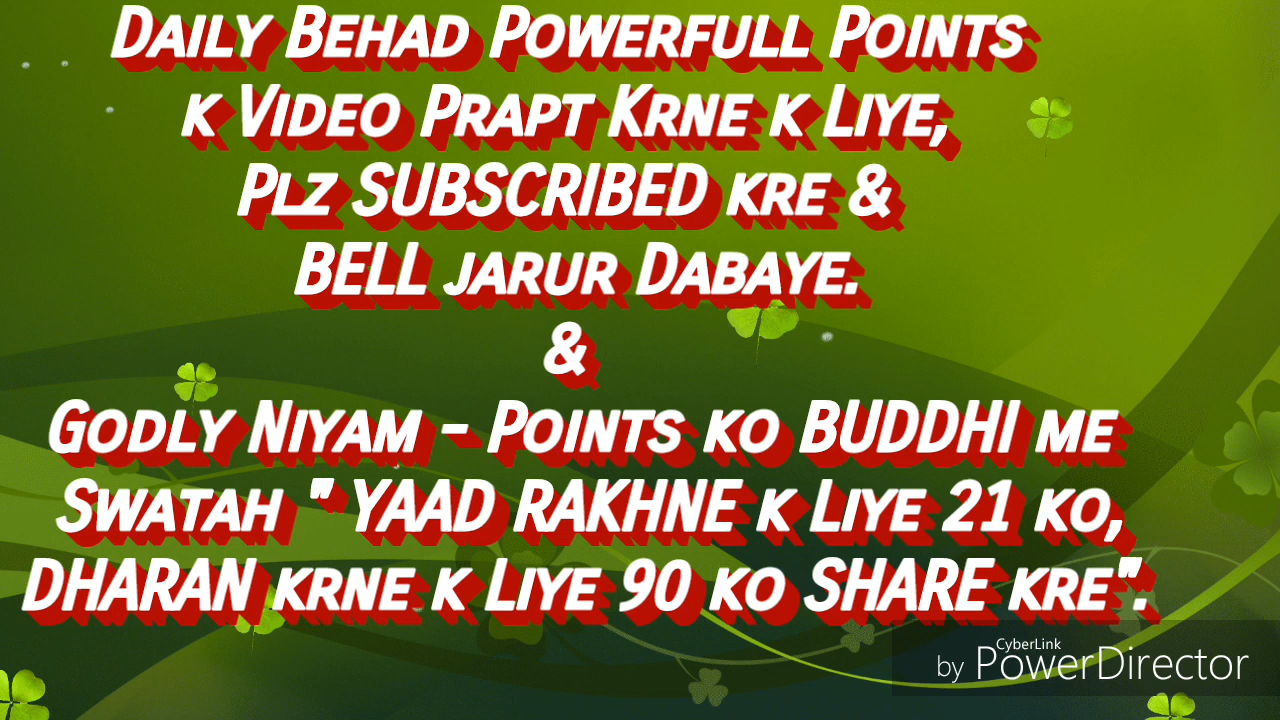 Daily Behad Powerfull Points
k Video Prapt Krne k Liye,
Plz SUBSCRIBED kre &
BELL jarur Dabaye.
&
Godly Niyam - Points ko BUDDHI me
Swatah " YAAD RAKHNE k Liye 21 ko,
DHARAN krne k Liye 90 ko SHARE kre".
CyberLink
by PowerDirector